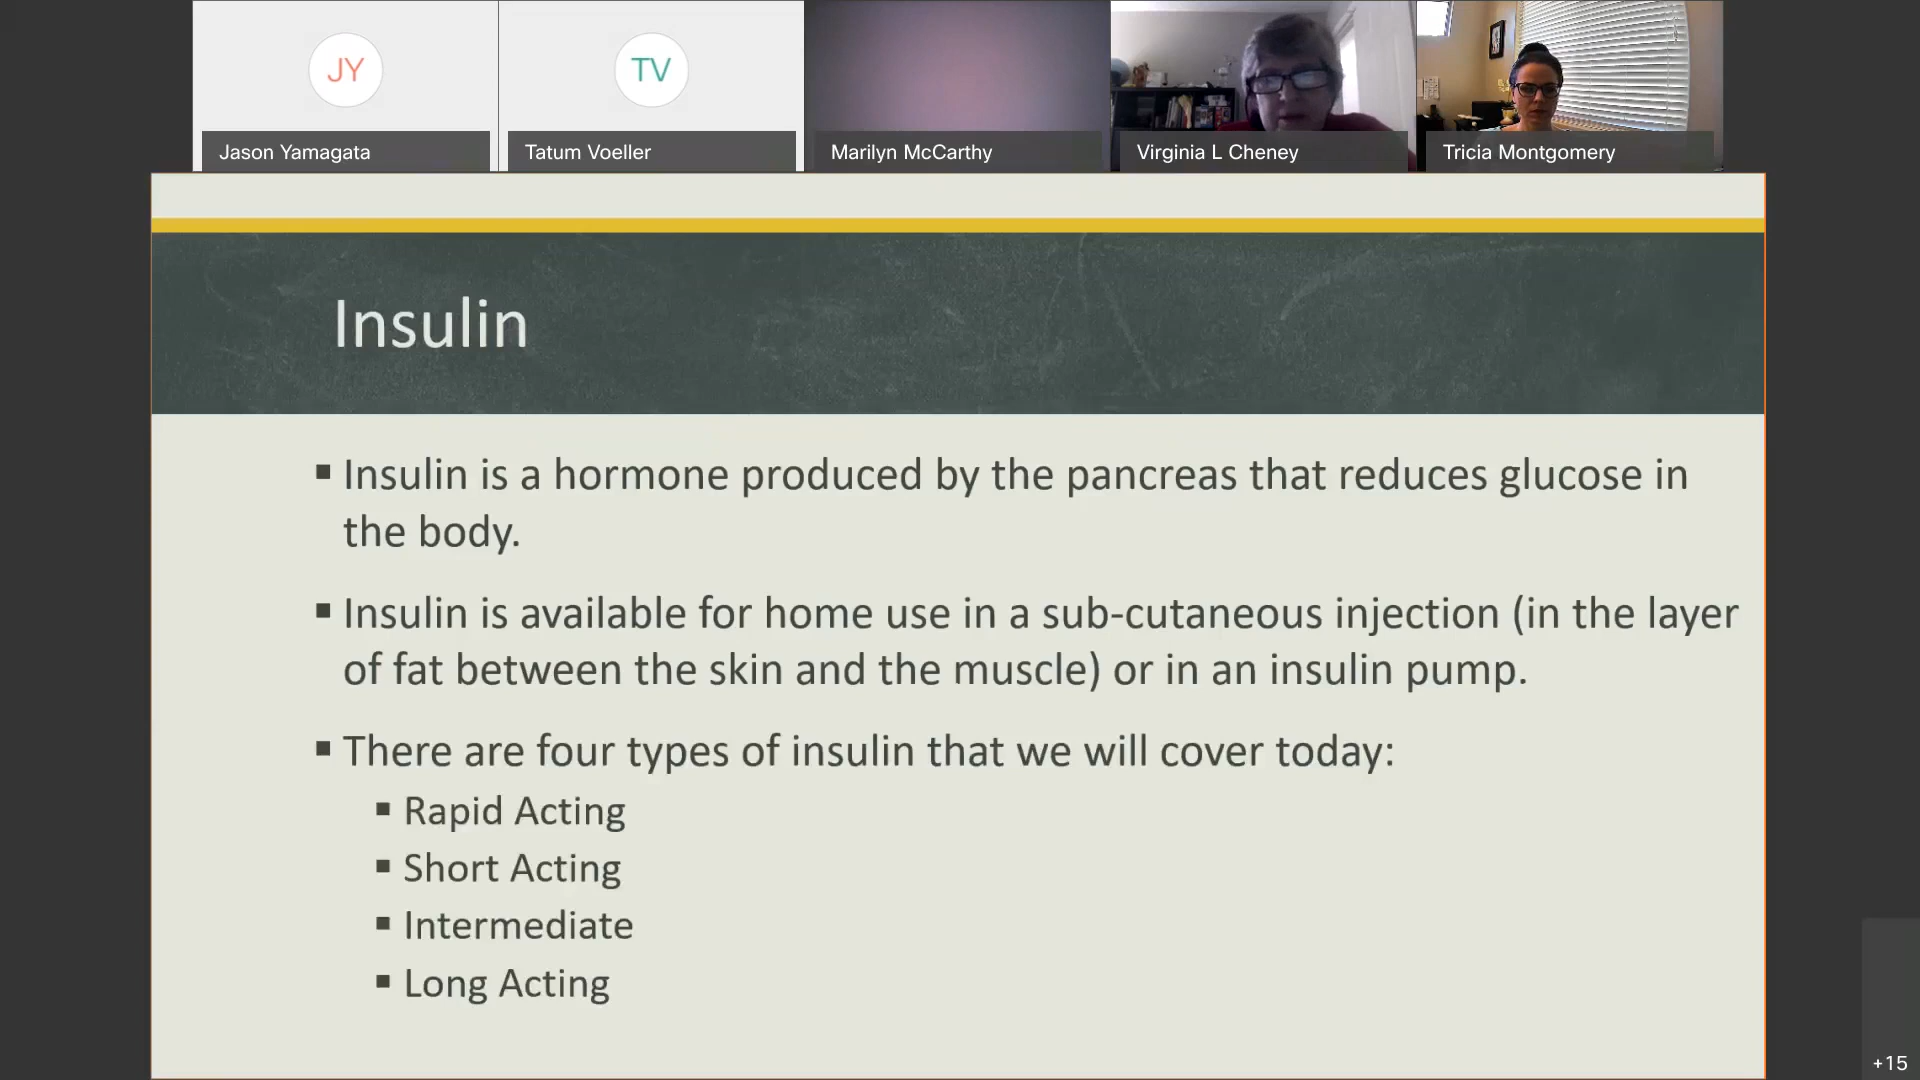 JY
TV
Jason Yamagata
Tatum Voeller
Marilyn McCarthy
Virginia L Cheney
Tricia Montgomery
Insulin
▪ Insulin is a hormone produced by the pancreas that reduces glucose in
the body.
▪ Insulin is available for home use in a sub-cutaneous injection (in the layer
of fat between the skin and the muscle) or in an insulin pump.
▪ There are four types of insulin that we will cover today:
▪ Rapid Acting
▪ Short Acting
▪ Intermediate
▪ Long Acting
+15